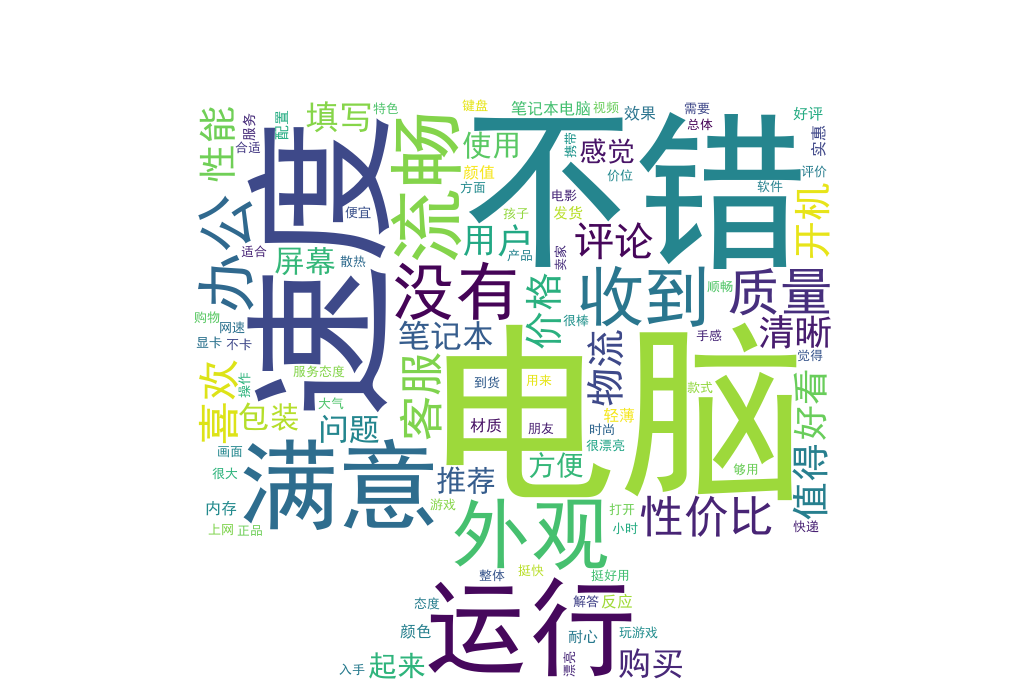 键盘
笔记本电脑
视频
特色
填写
性能
服务
配置
合适
流畅
不错
使用
携带
效果
需要
总体
好评
实惠
感觉
评价
价位
颜值
方面
软件
速度
便宜
电影
孩子
发货
开机
办公
用户
评论
产品
卖家
适合
屏幕
散热
没有
收到
质量
顺畅
价格
购物
网速
显卡
不卡
笔记本
很棒
物流
手感
清晰
觉得
喜欢
操作
服务态度
客服
电脑
到货
用来
款式
好看
包装
大气
问题
材质
朋友
轻薄
时尚
很漂亮
满意
画面
很大
推荐
方便
够用
值得
内存
游戏
外观
打开
性价比
小时
快递
上网
正品
整体
挺快
挺好用
运行
态度
解答
反应
颜色
耐心
玩游戏
入手
起来
漂亮
购买